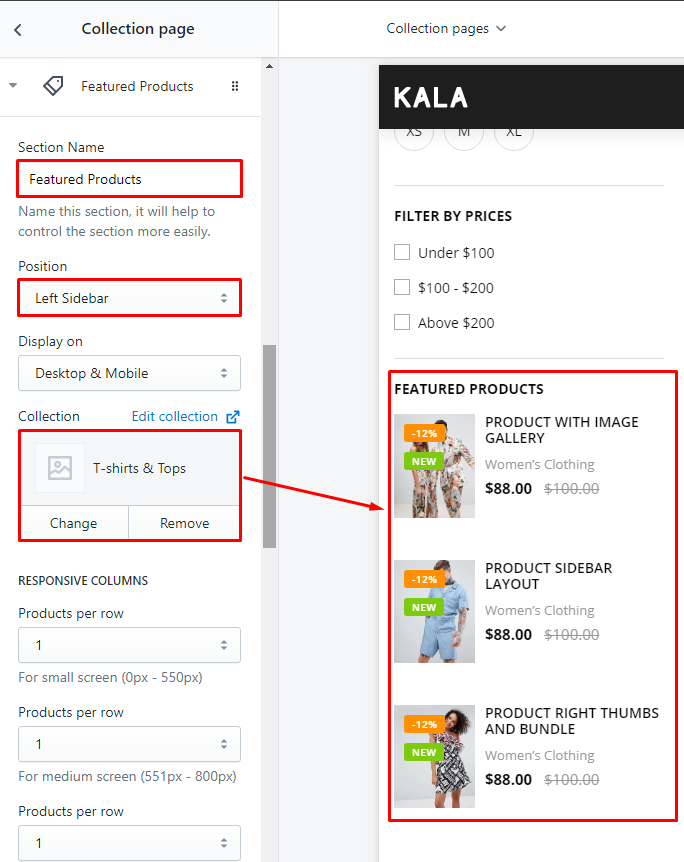 Collection page
Featured Products
Section Name
Featured Products
Name this section, it will help to
control the section more easily.
Position
Left Sidebar
Display on
Desktop & Mobile
Collection
Edit collection
T-shirts & Tops
Change
Remove
RESPONSIVE COLUMNS
Products per row
1
For small screen (0px - 550px)
Products per row
1
For medium screen (551px - 800px)
Products per row
1
Collection pages
KALA
XS
M
XL
FILTER BY PRICES
Under $100
$100 - $200
Above $200
FEATURED PRODUCTS
-12%
NEW
PRODUCT WITH IMAGE
GALLERY
Women's Clothing
$88.00 $100.00
-12%
NEW
PRODUCT SIDEBAR
LAYOUT
Women's Clothing
$88.00 $100.00
-12%
NEW
PRODUCT RIGHT THUMBS
AND BUNDLE
Women's Clothing
$88.00 $100.00